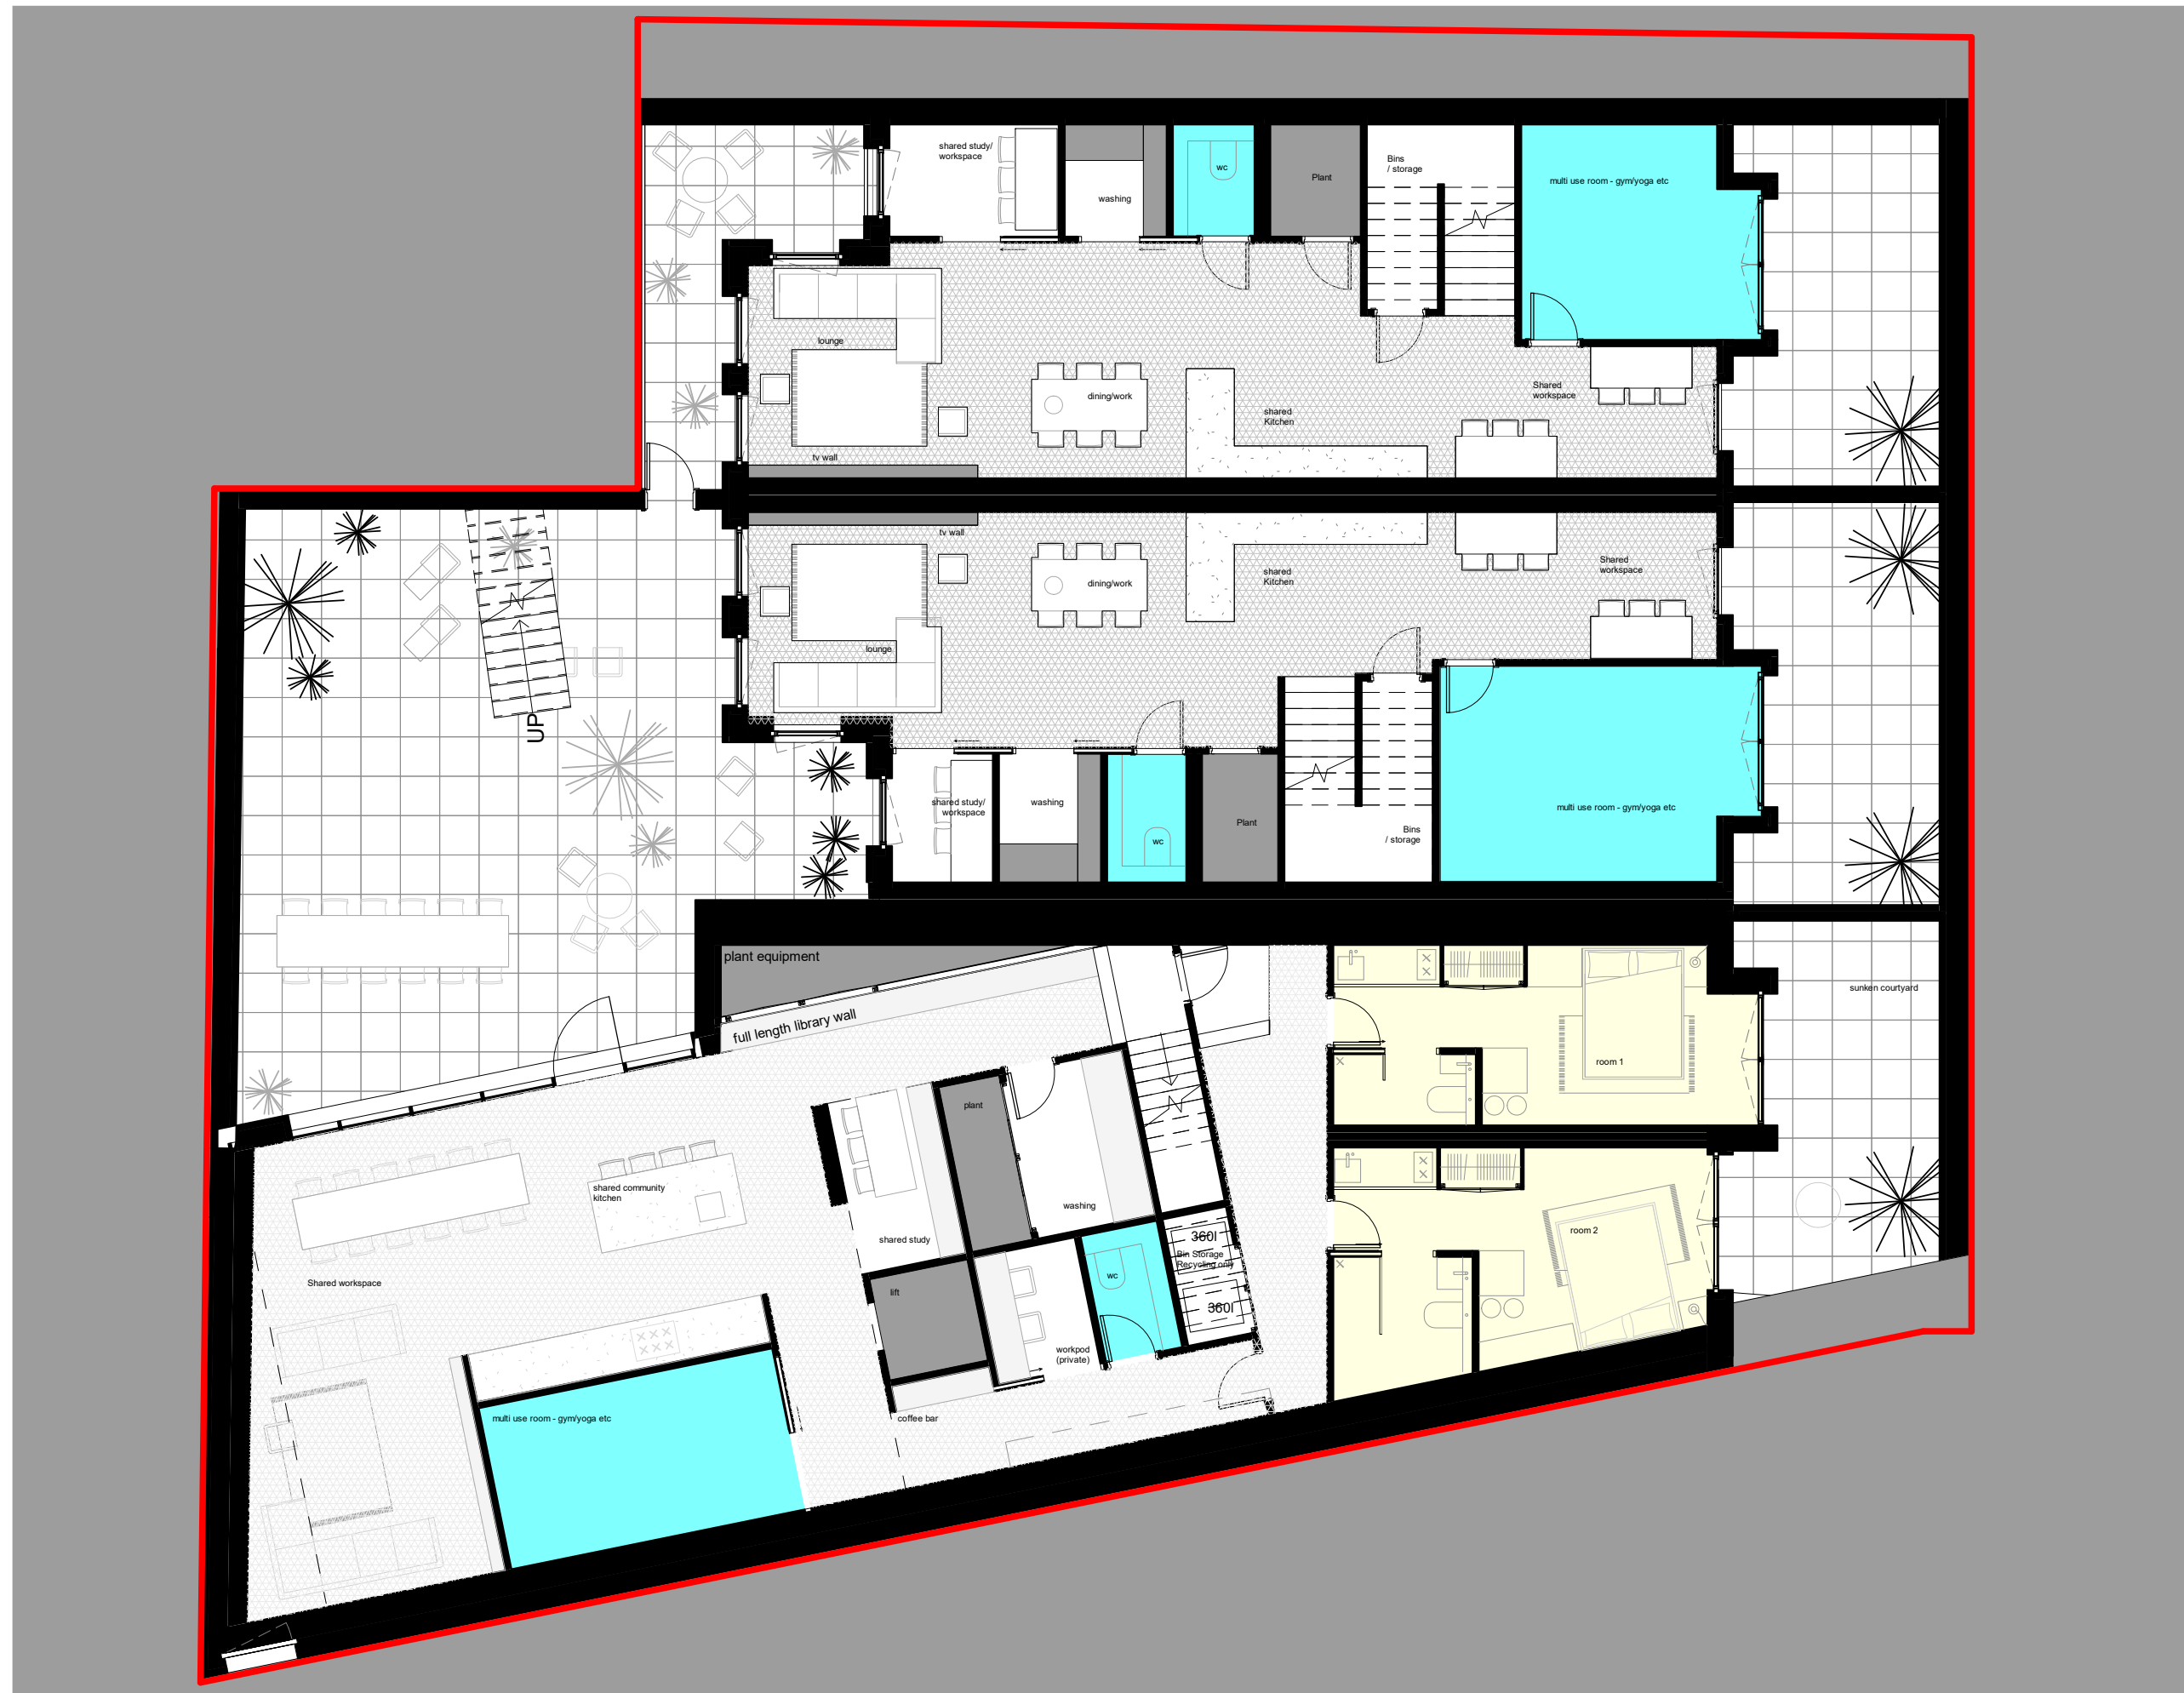 shared study/
workspace
washing
wc
Plant
Bins
/ storage
multi use room - gym/yoga etc
lounge
dining/work
shared
Kitchen
Shared
workspace
tv wall
tv wall
dining/work
shared
Kitchen
Shared
workspace
lounge
UP
shared study/
workspace
washing
wc
Plant
Bins
/ storage
multi use room - gym/yoga etc
plant equipment
full length library wall
sunken courtyard
room 1
plant
shared community
kitchen
washing
shared study
room 2
360l
Bin Storage
Recycling only
wc
Shared workspace
lift
360l
workpod
(private)
multi use room - gym/yoga etc
coffee bar